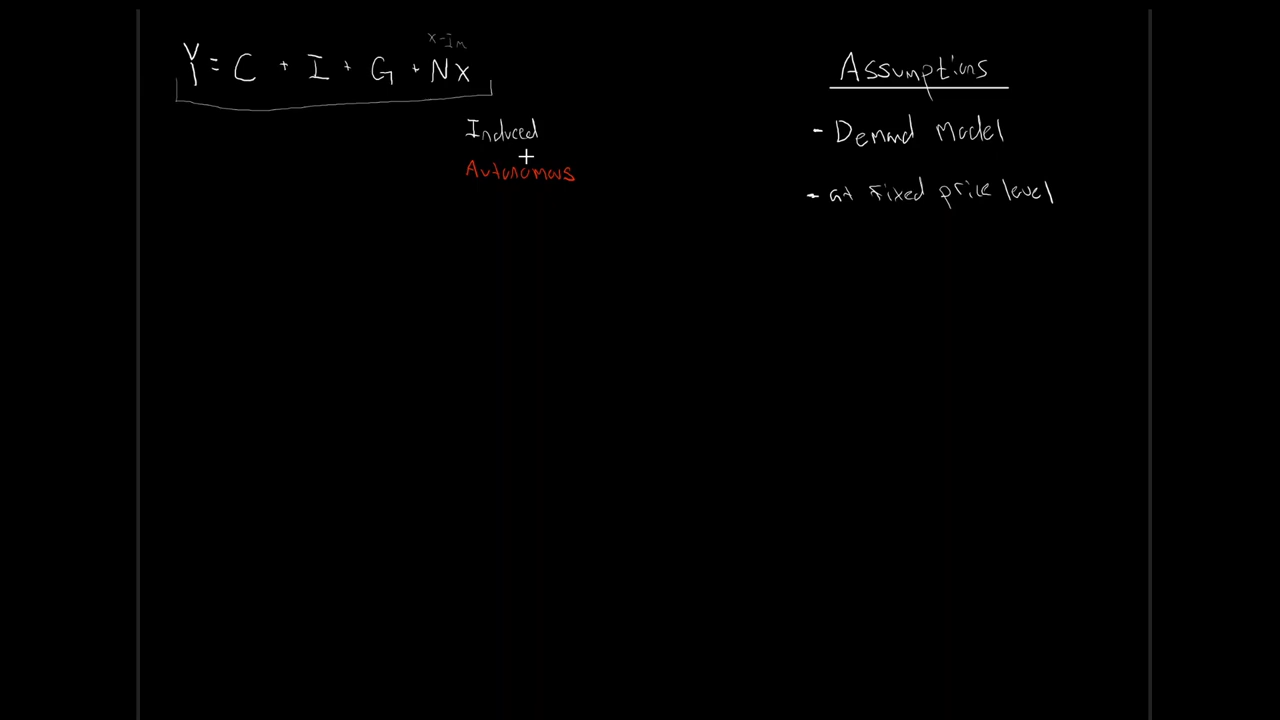 X-Im
Y = C + I + G + Nx
Induced
Autonomous
Assumptions
- Demand Model
- at fixed price level